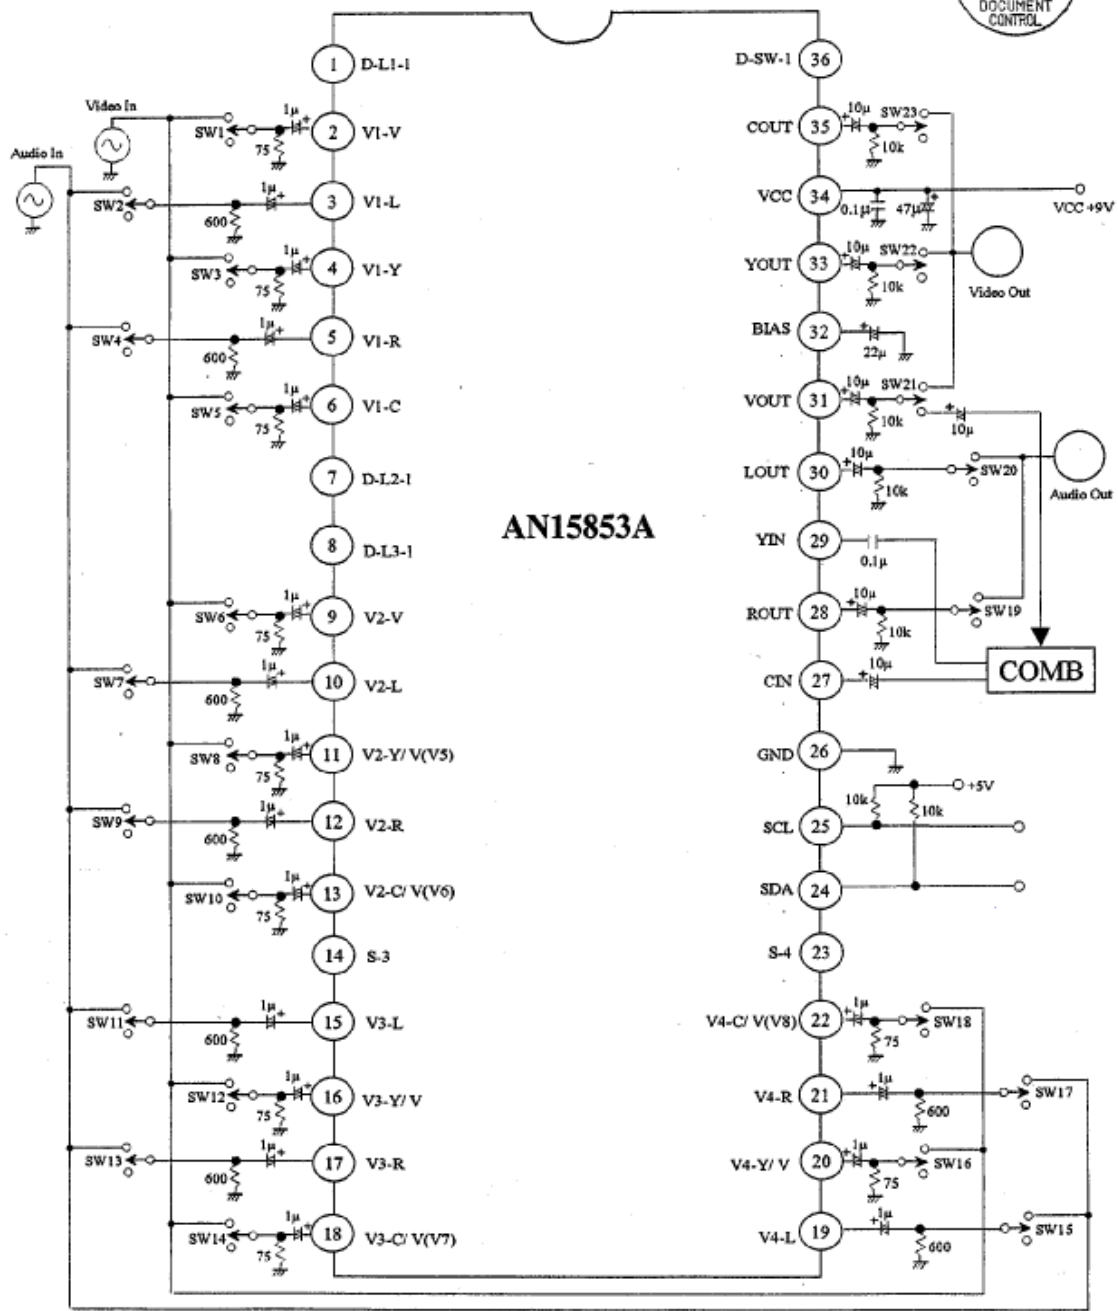 DOCUMENT
CONTROL
AN15853A
Video In
Audio In
1 D-L1-1
SW1 75 1μ + 2 V1-V
SW2 600 1μ + 3 V1-L
SW3 75 1μ + 4 V1-Y
SW4 600 1μ + 5 V1-R
SW5 75 1μ + 6 V1-C
7 D-L2-1
8 D-L3-1
SW6 75 1μ + 9 V2-V
SW7 600 1μ + 10 V2-L
SW8 75 1μ + 11 V2-Y/ V(V5)
SW9 600 1μ + 12 V2-R
SW10 75 1μ + 13 V2-C/ V(V6)
14 S-3
SW11 600 1μ + 15 V3-L
SW12 75 1μ + 16 V3-Y/ V
SW13 600 1μ + 17 V3-R
SW14 75 1μ + 18 V3-C/ V(V7)
D-SW-1 36
COUT 35 + 10μ 10k SW23
VCC 34 0.1μ 47μ + VCC +9V
YOUT 33 + 10μ 10k SW22
Video Out
BIAS 32 + 22μ
VOUT 31 + 10μ 10k SW21 + 10μ
LOUT 30 + 10μ 10k SW20
Audio Out
YIN 29 0.1μ
ROUT 28 + 10μ 10k SW19
COMB
CIN 27 + 10μ
GND 26
+5V
10k 10k
SCL 25
SDA 24
S-4 23
V4-C/ V(V8) 22 + 1μ 75 SW18
V4-R 21 + 1μ 600 SW17
V4-Y/ V 20 + 1μ 75 SW16
V4-L 19 + 1μ 600 SW15